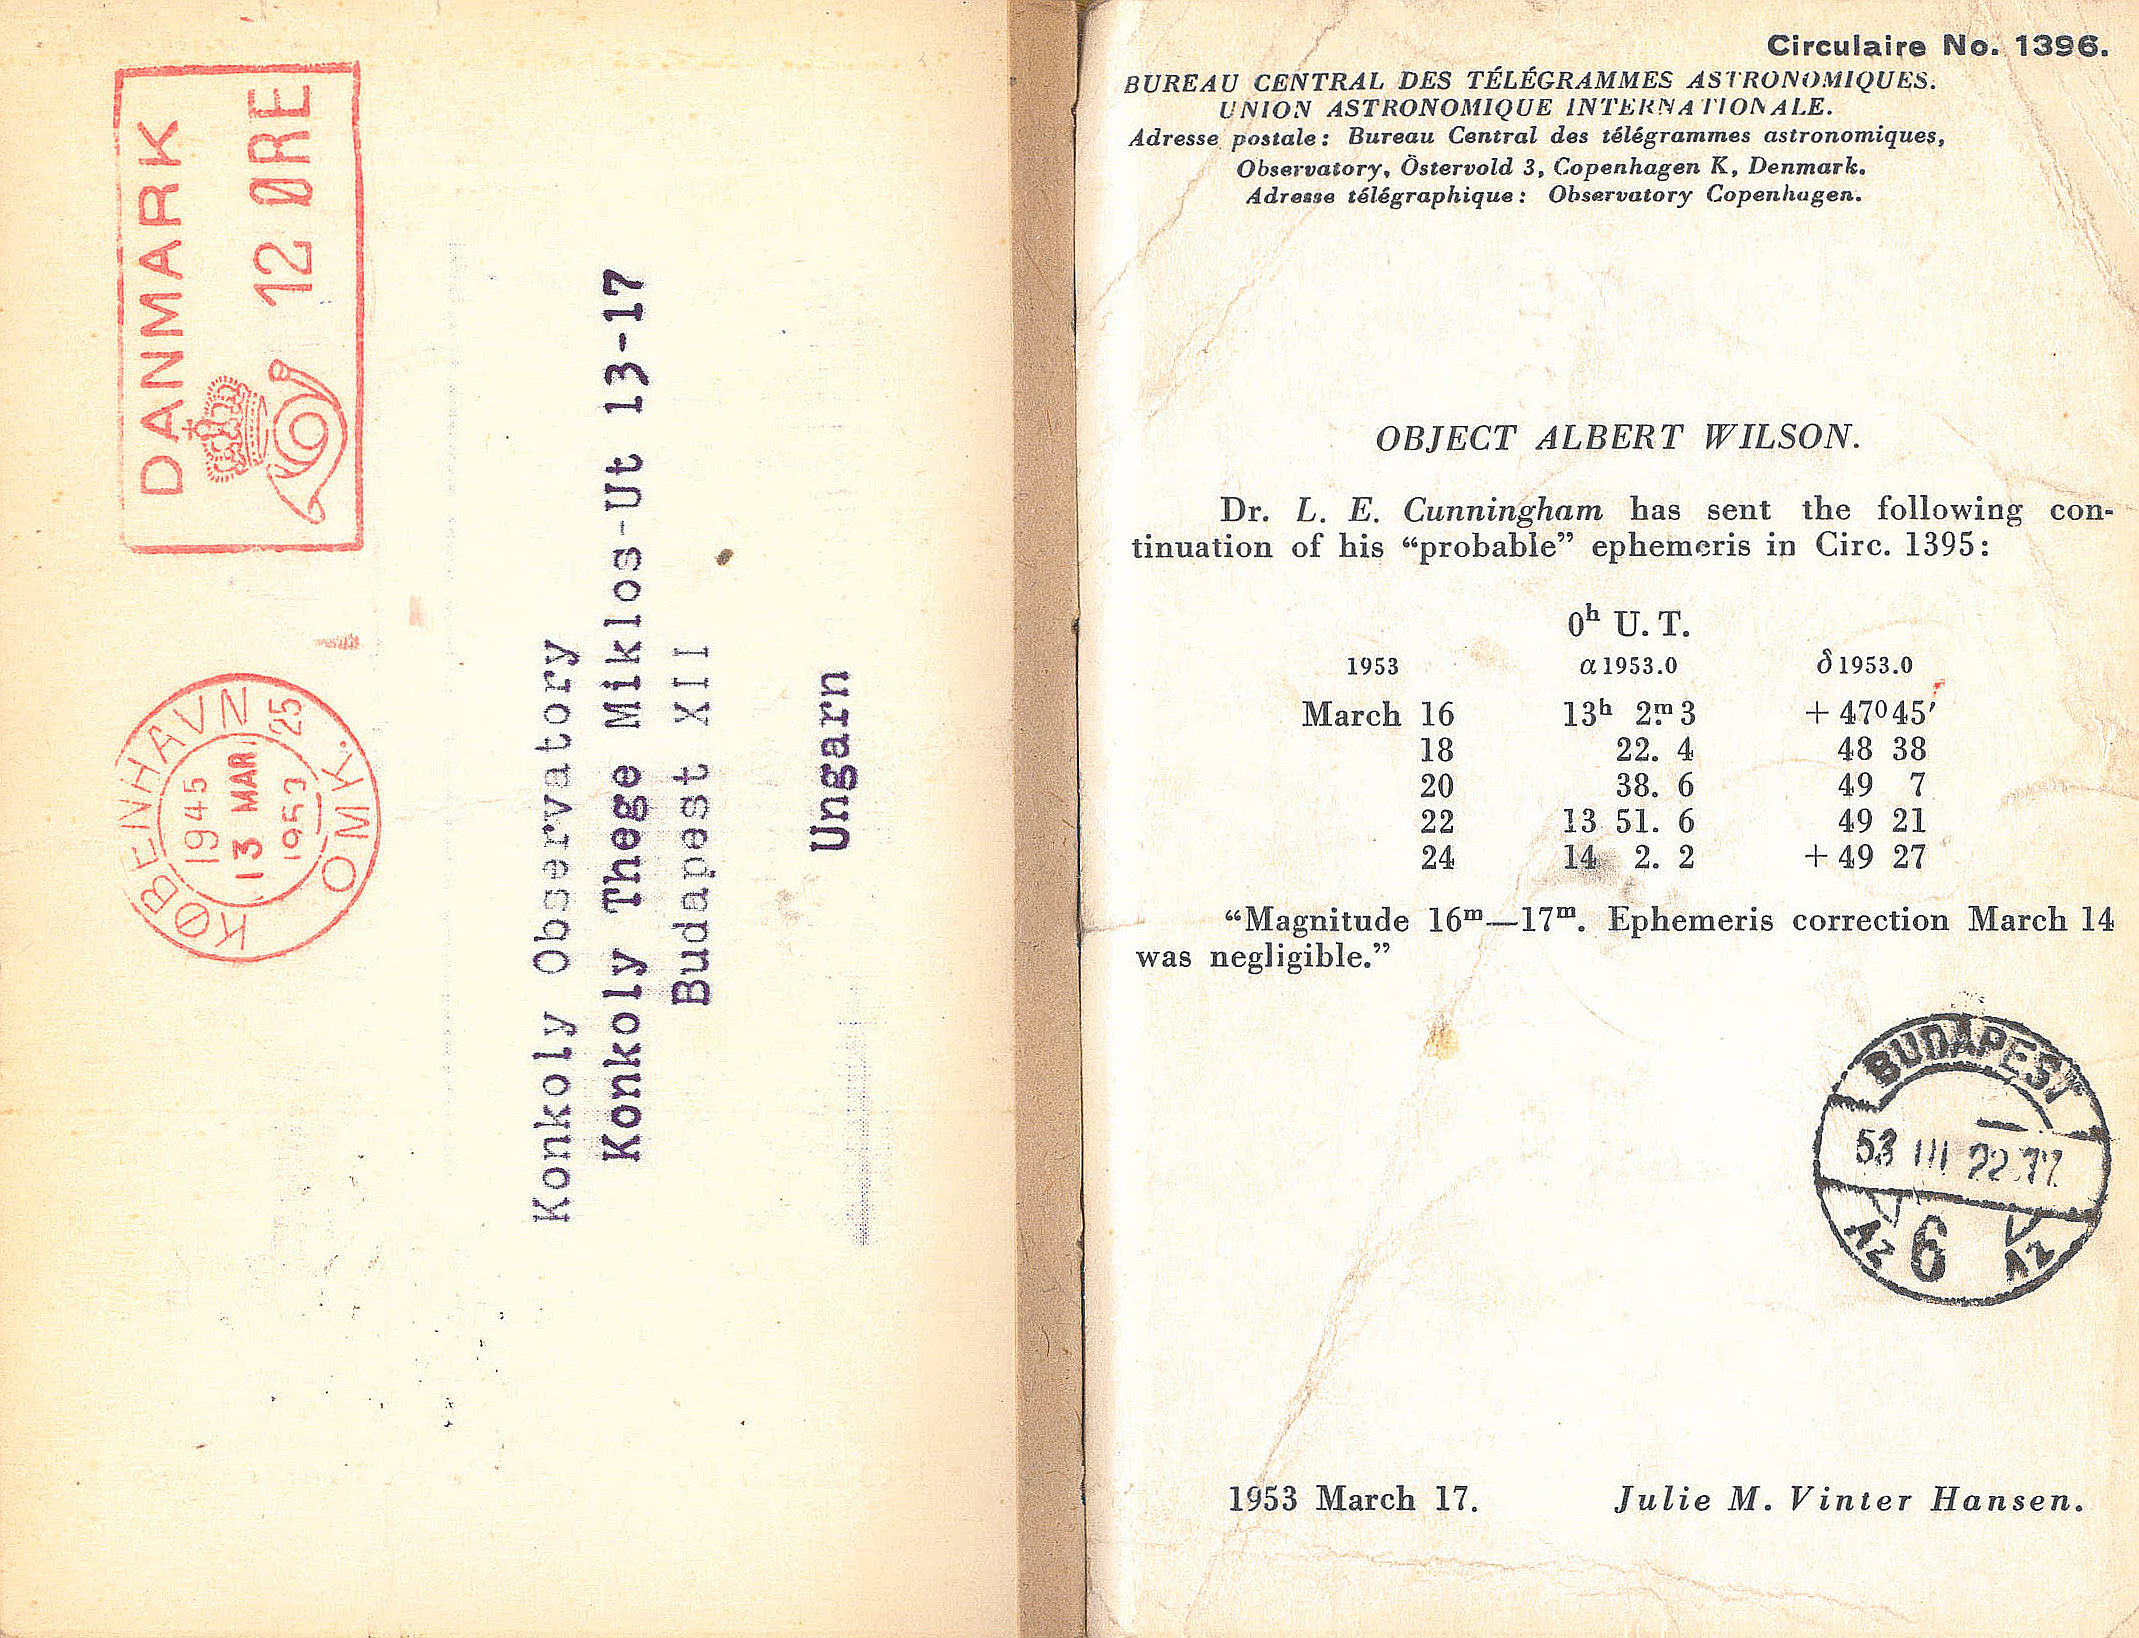 DANMARK
12 ØRE
KØBENHAVN
OMK. 25
1945
13 MAR
1953
Konkoly Observatory
Konkoly Thege Miklos-Ut 13-17
Budapest XII
Ungarn
Circulaire No. 1396.
BUREAU CENTRAL DES TÉLÉGRAMMES ASTRONOMIQUES.
UNION ASTRONOMIQUE INTERNATIONALE.
Adresse postale: Bureau Central des télégrammes astronomiques,
Observatory, Östervold 3, Copenhagen K, Denmark.
Adresse télégraphique: Observatory Copenhagen.
OBJECT ALBERT WILSON.
Dr. L. E. Cunningham has sent the following con-
tinuation of his “probable” ephemeris in Circ. 1395:
0ʰ U. T.
1953 α 1953.0 δ 1953.0
March 16 13ʰ 2ᵐ.3 + 47° 45′
18 22. 4 48 38
20 38. 6 49 7
22 13 51. 6 49 21
24 14 2. 2 + 49 27
“Magnitude 16ᵐ—17ᵐ. Ephemeris correction March 14
was negligible.”
BUDAPEST
53 III 22. 17
6
1953 March 17. Julie M. Vinter Hansen.